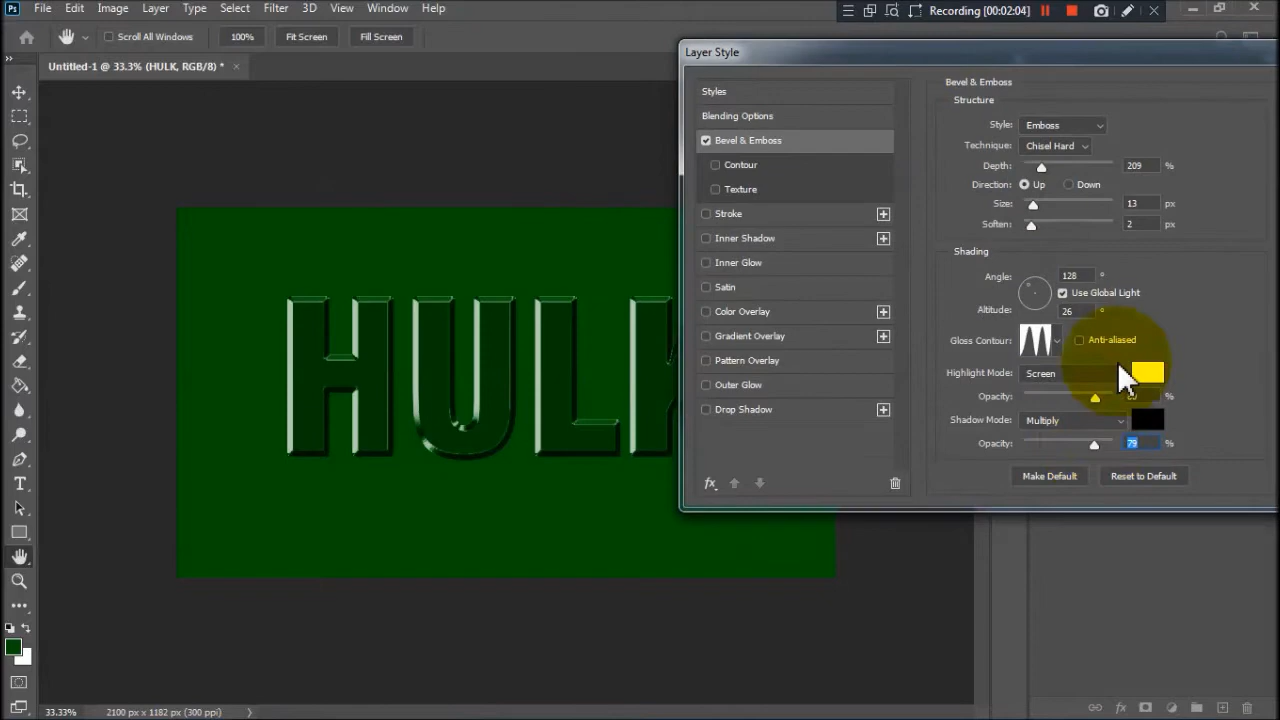 Ps File Edit Image Layer Type Select Filter 3D View Window Help
Recording [00:02:04]
Scroll All Windows 100% Fit Screen Fill Screen
Untitled-1 @ 33.3% (HULK, RGB/8) * ×
Layer Style
Styles
Blending Options
Bevel & Emboss
Contour
Texture
Stroke
Inner Shadow
Inner Glow
Satin
Color Overlay
Gradient Overlay
Pattern Overlay
Outer Glow
Drop Shadow
fx
Bevel & Emboss
Structure
Style: Emboss
Technique: Chisel Hard
Depth: 209 %
Direction: Up Down
Size: 13 px
Soften: 2 px
Shading
Angle: 128 °
Use Global Light
Altitude: 26 °
Gloss Contour: Anti-aliased
Highlight Mode: Screen
Opacity: %
Shadow Mode: Multiply
Opacity: 79 %
Make Default Reset to Default
HULK
33.33% 2100 px x 1182 px (300 ppi)
fx